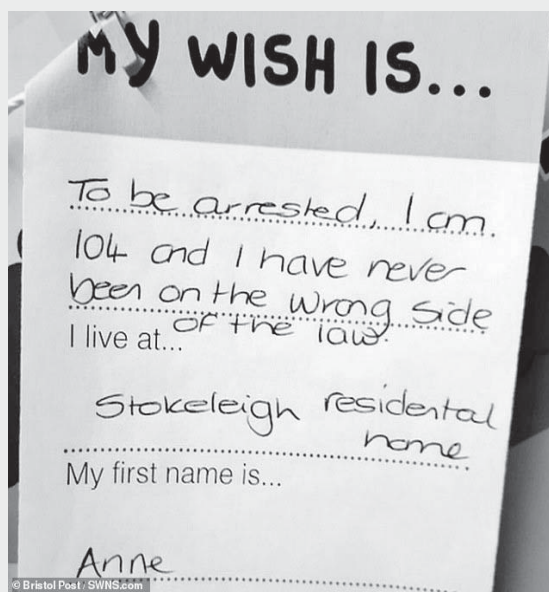 MY WISH IS...
To be arrested, I am.
104 and I have never
been on the wrong side
of the law.
I live at...
Stokeleigh residental
home
My first name is...
Anne
© Bristol Post / SWNS.com